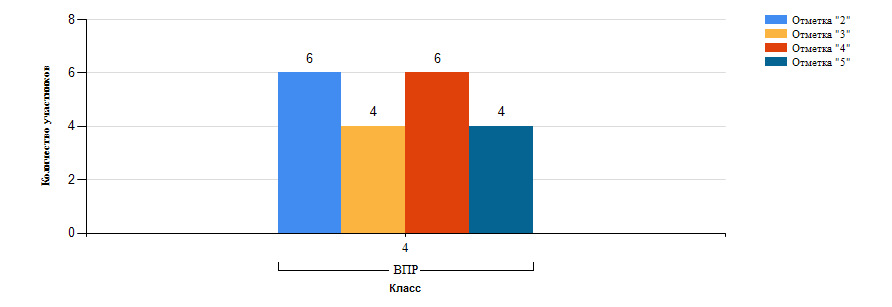 8
6
4
2
0
Количество участников
6
4
6
4
4
ВПР
Класс
Отметка "2"
Отметка "3"
Отметка "4"
Отметка "5"